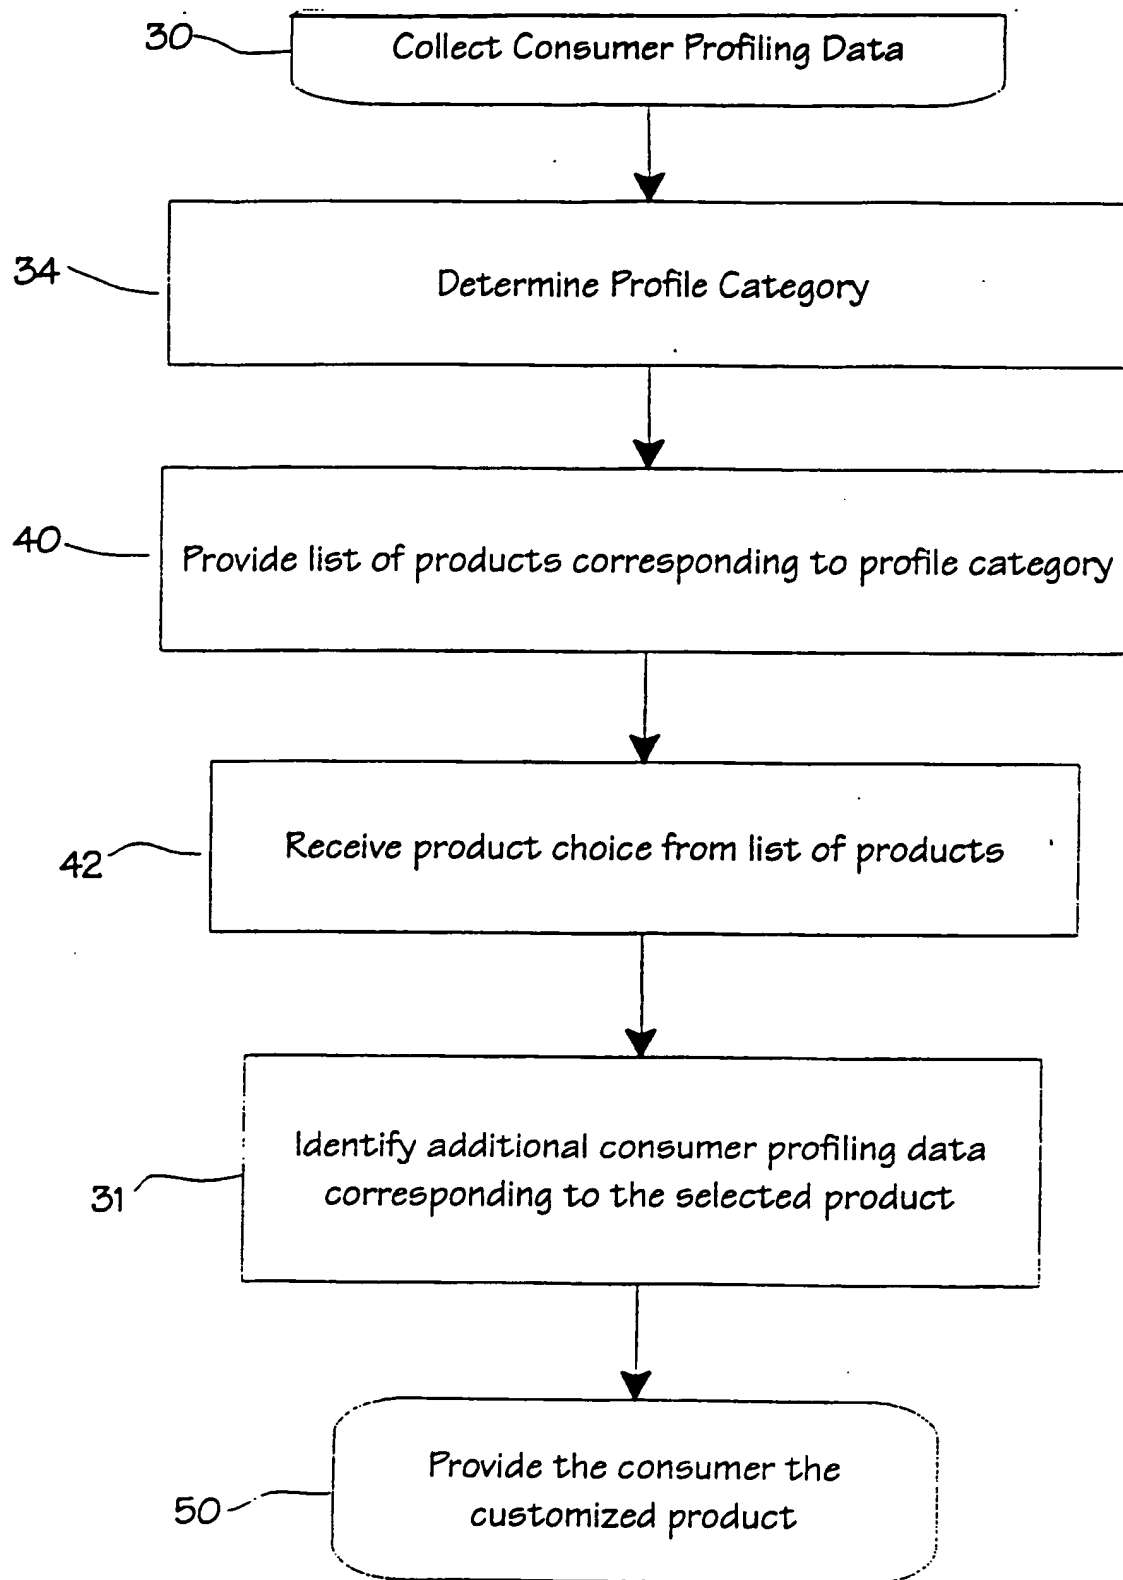 30
Collect Consumer Profiling Data
34
Determine Profile Category
40
Provide list of products corresponding to profile category
42
Receive product choice from list of products
31
Identify additional consumer profiling data
corresponding to the selected product
50
Provide the consumer the
customized product